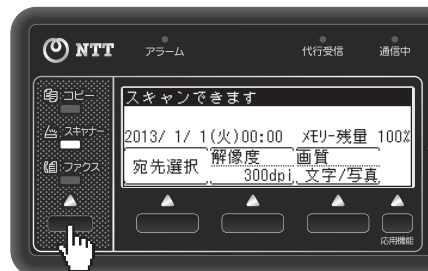 NTT
アラーム
代行受信
通信中
コピー
スキャナー
ファクス
スキャンできます
2013/ 1/ 1(火)00:00 メモリー残量 100%
宛先選択
解像度
300dpi
画質
文字/写真
応用機能